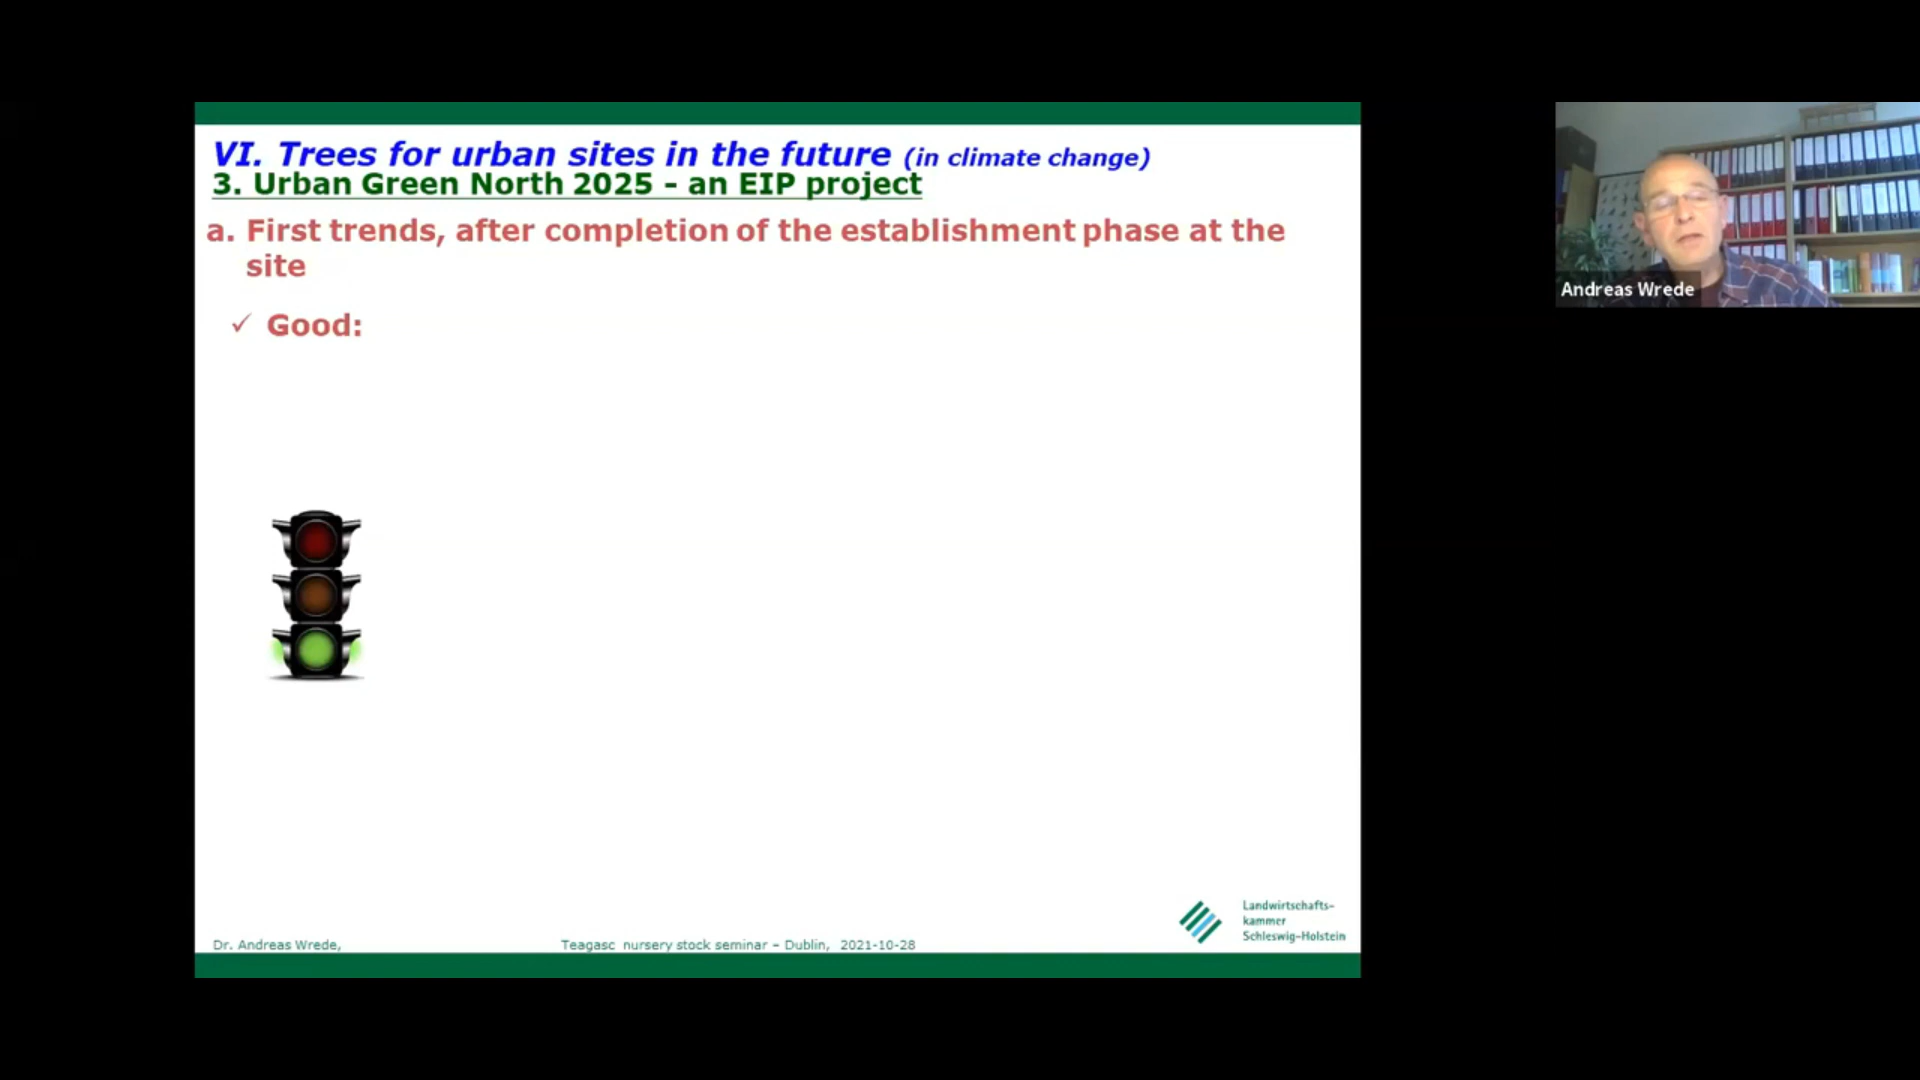 VI. Trees for urban sites in the future (in climate change)
3. Urban Green North 2025 - an EIP project
a. First trends, after completion of the establishment phase at the
site
✓ Good:
Andreas Wrede
Landwirtschafts-
kammer
Schleswig-Holstein
Dr. Andreas Wrede,
Teagasc nursery stock seminar – Dublin, 2021-10-28